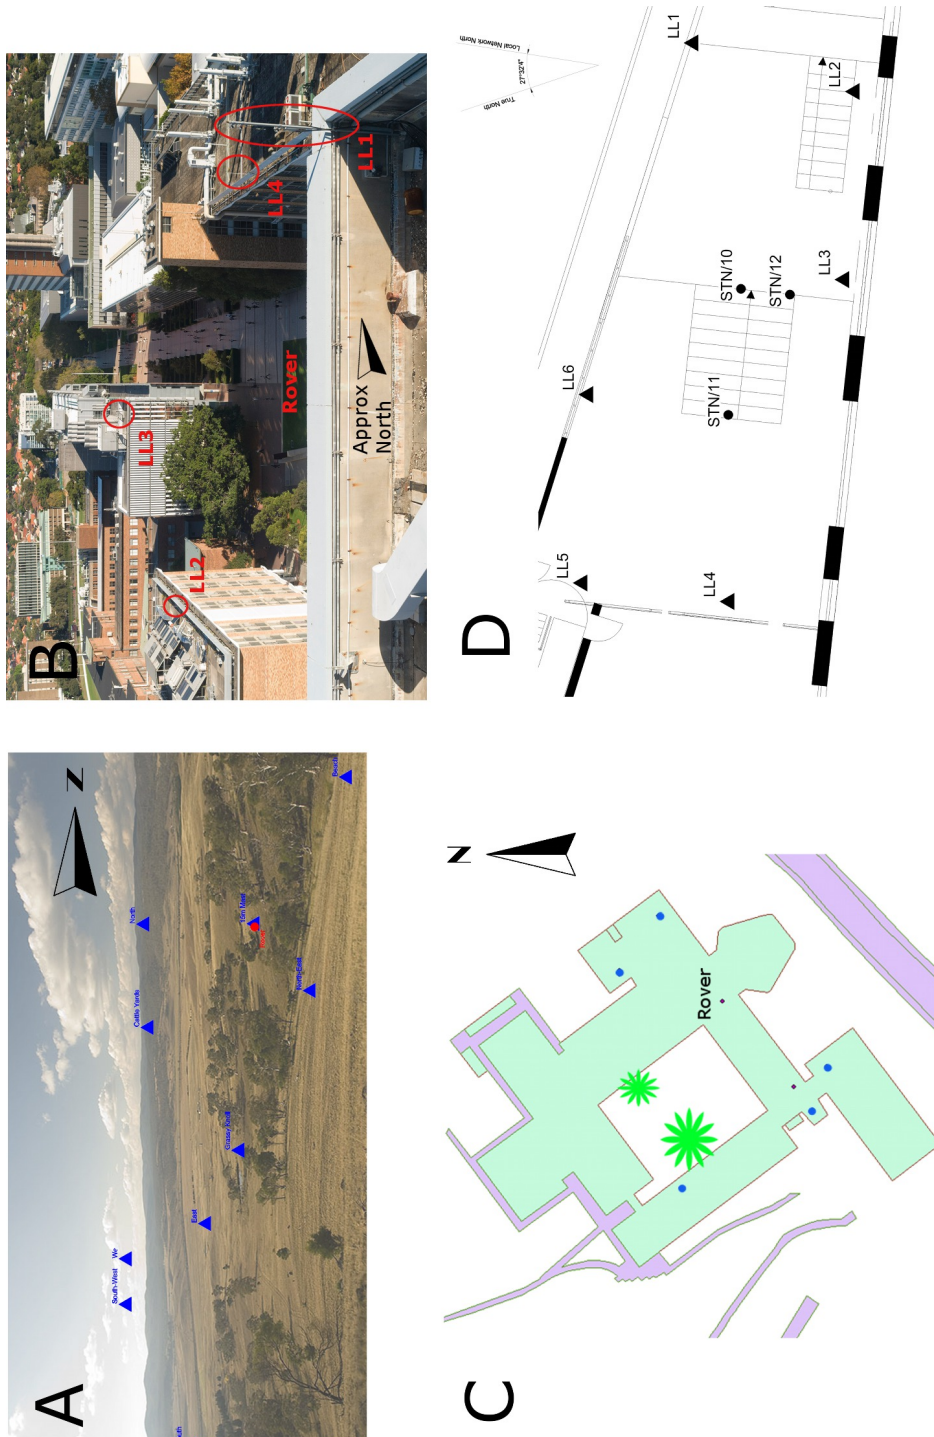 A
N
South-West
We
Cattle Yards
North
East
Grassy Knoll
15m Mast
Rover
North-East
B
LL2
LL3
Rover
LL4
LL1
Approx
North
C
N
Rover
D
True North
27°32'4"
Local Network North
LL5
LL6
LL1
LL4
STN/11
STN/10
STN/12
LL3
LL2